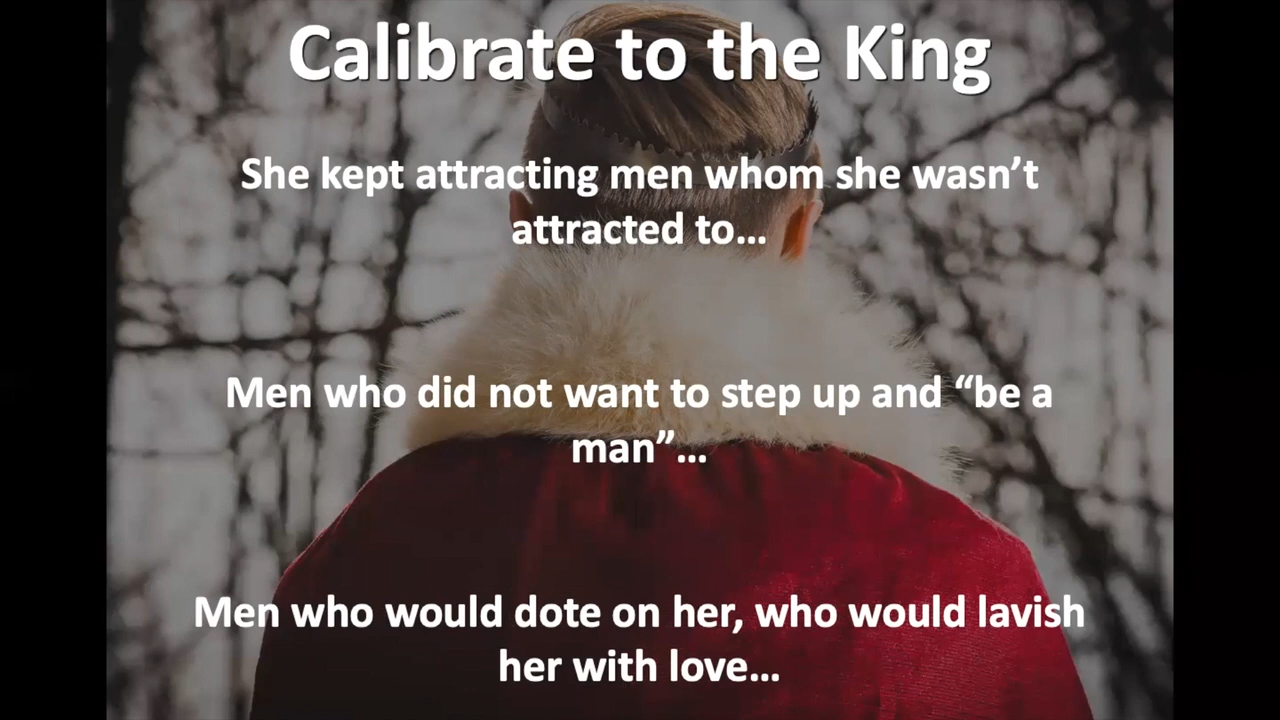 Calibrate to the King
She kept attracting men whom she wasn’t
attracted to…
Men who did not want to step up and “be a
man”…
Men who would dote on her, who would lavish
her with love…